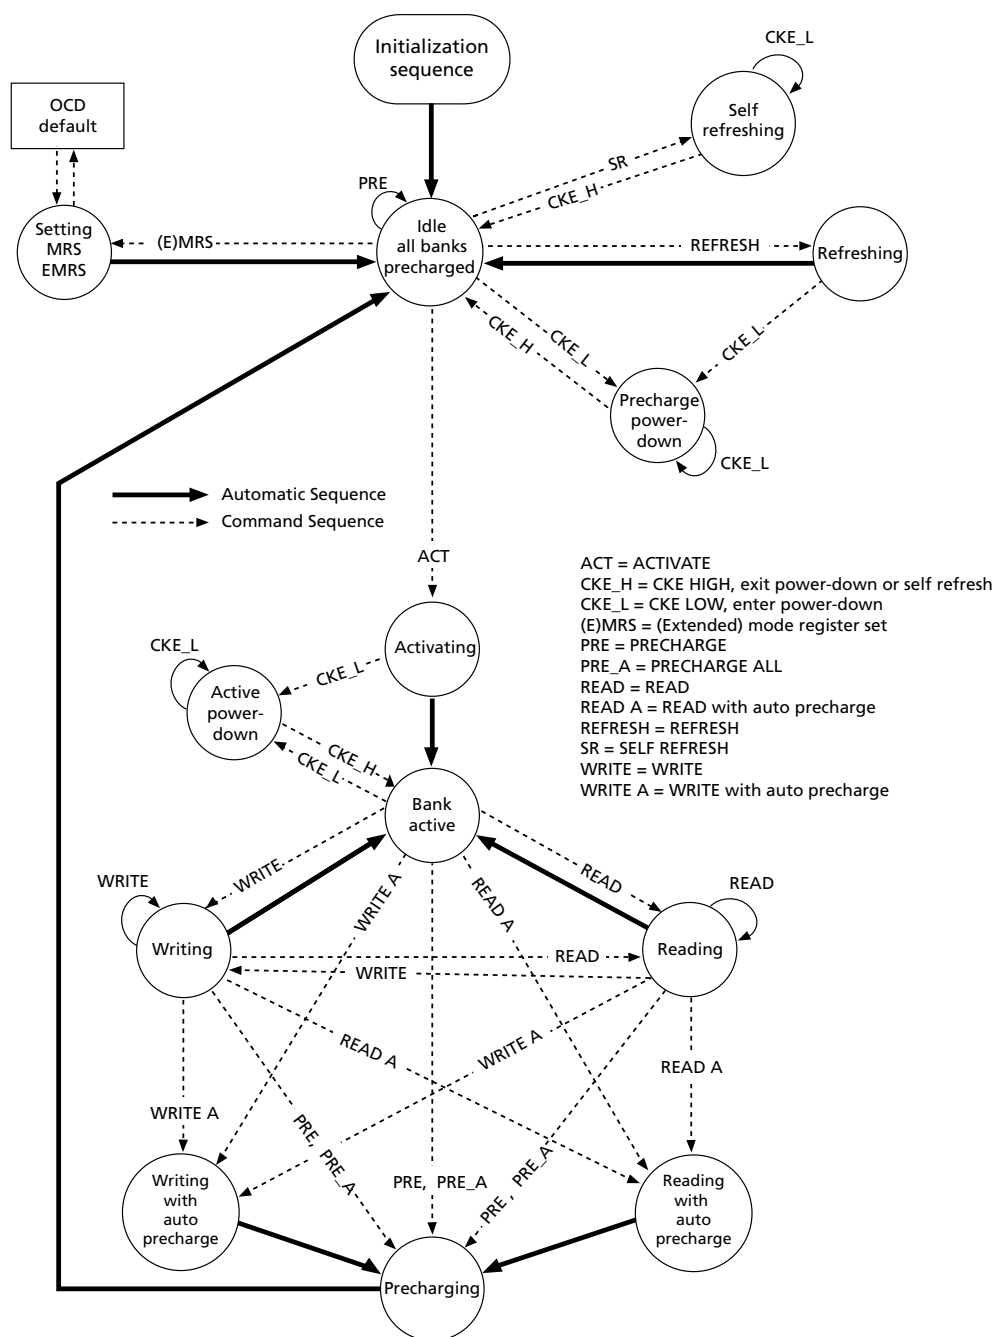 Initialization
sequence
CKE_L
OCD
default
Self
refreshing
SR
CKE_H
PRE
Setting
MRS
EMRS
(E)MRS
Idle
all banks
precharged
REFRESH
Refreshing
CKE_H
CKE_L
CKE_L
Precharge
power-
down
CKE_L
Automatic Sequence
Command Sequence
ACT
ACT = ACTIVATE
CKE_H = CKE HIGH, exit power-down or self refresh
CKE_L = CKE LOW, enter power-down
(E)MRS = (Extended) mode register set
PRE = PRECHARGE
PRE_A = PRECHARGE ALL
READ = READ
READ A = READ with auto precharge
REFRESH = REFRESH
SR = SELF REFRESH
WRITE = WRITE
WRITE A = WRITE with auto precharge
Activating
CKE_L
CKE_L
Active
power-
down
CKE_H
CKE_L
Bank
active
WRITE
WRITE
WRITE A
READ A
READ
READ
Writing
READ
WRITE
Reading
READ A
WRITE A
READ A
WRITE A
PRE, PRE_A
PRE, PRE_A
PRE , PRE_A
Writing
with
auto
precharge
Reading
with
auto
precharge
Precharging